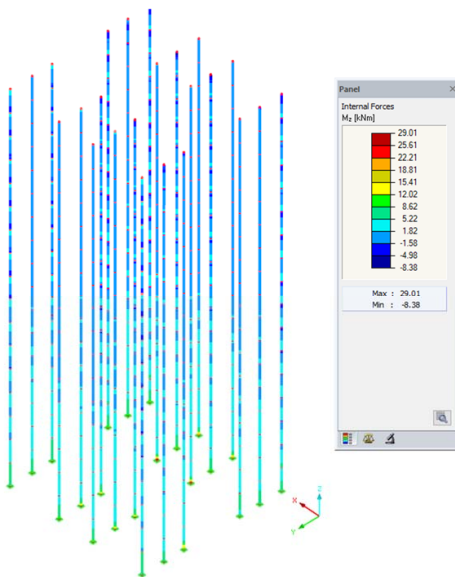 Panel
Internal Forces
Mz [kNm]
29.01
25.61
22.21
18.81
15.41
12.02
8.62
5.22
1.82
-1.58
-4.98
-8.38
Max : 29.01
Min : -8.38
Z
X
Y